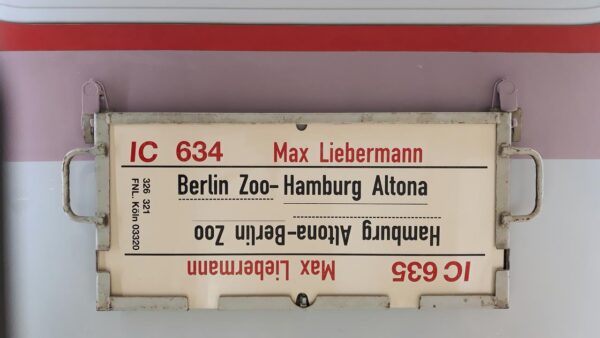 IC 634 Max Liebermann
Berlin Zoo-Hamburg Altona
326 321
FNL. Köln 03320
Hamburg Altona-Berlin Zoo
IC 635 Max Liebermann